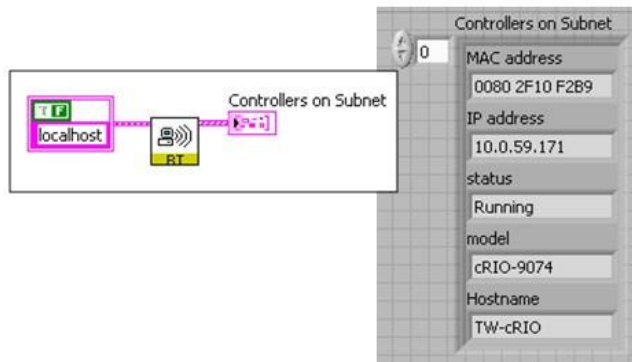 T F
localhost
RT
Controllers on Subnet
Controllers on Subnet
0
MAC address
0080 2F10 F2B9
IP address
10.0.59.171
status
Running
model
cRIO-9074
Hostname
TW-cRIO